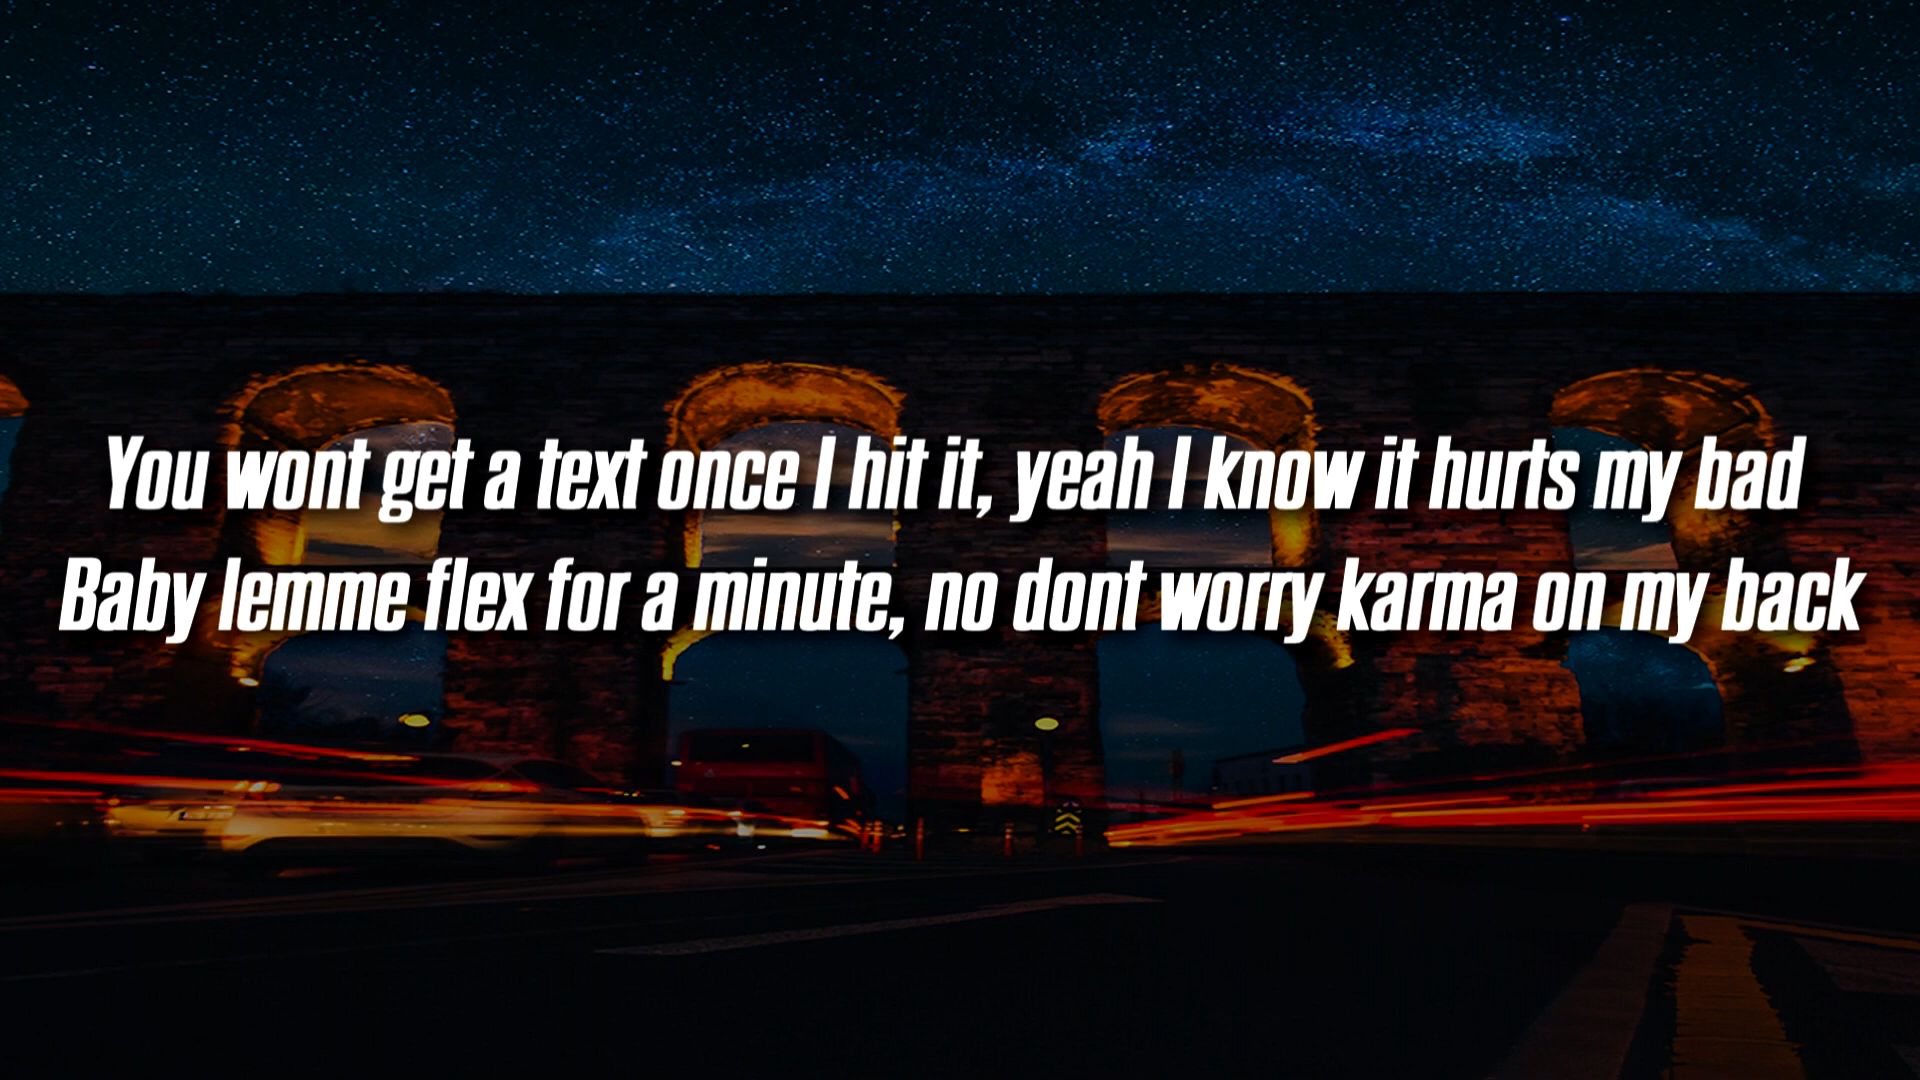 You wont get a text once I hit it, yeah I know it hurts my bad
Baby lemme flex for a minute, no dont worry karma on my back